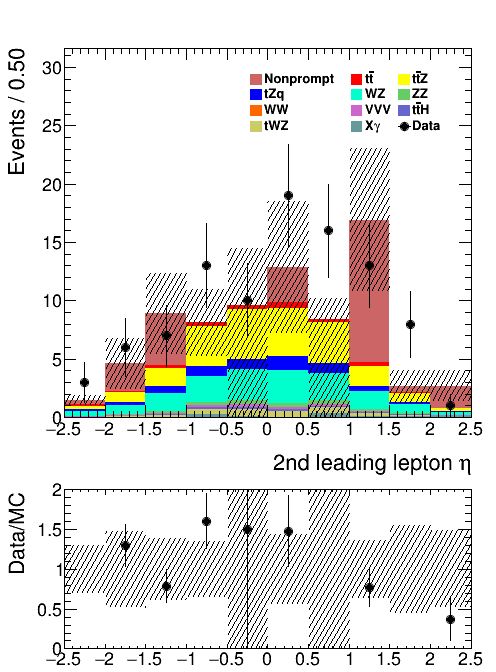 Events / 0.50
30
25
20
15
10
5
0
Nonprompt tt̄ tt̄Z
tZq WZ ZZ
WW VVV tt̄H
tWZ Xγ Data
−2.5 −2 −1.5 −1 −0.5 0 0.5 1 1.5 2 2.5
2nd leading lepton η
Data/MC
2
1.5
1
0.5
0
−2.5 −2 −1.5 −1 −0.5 0 0.5 1 1.5 2 2.5